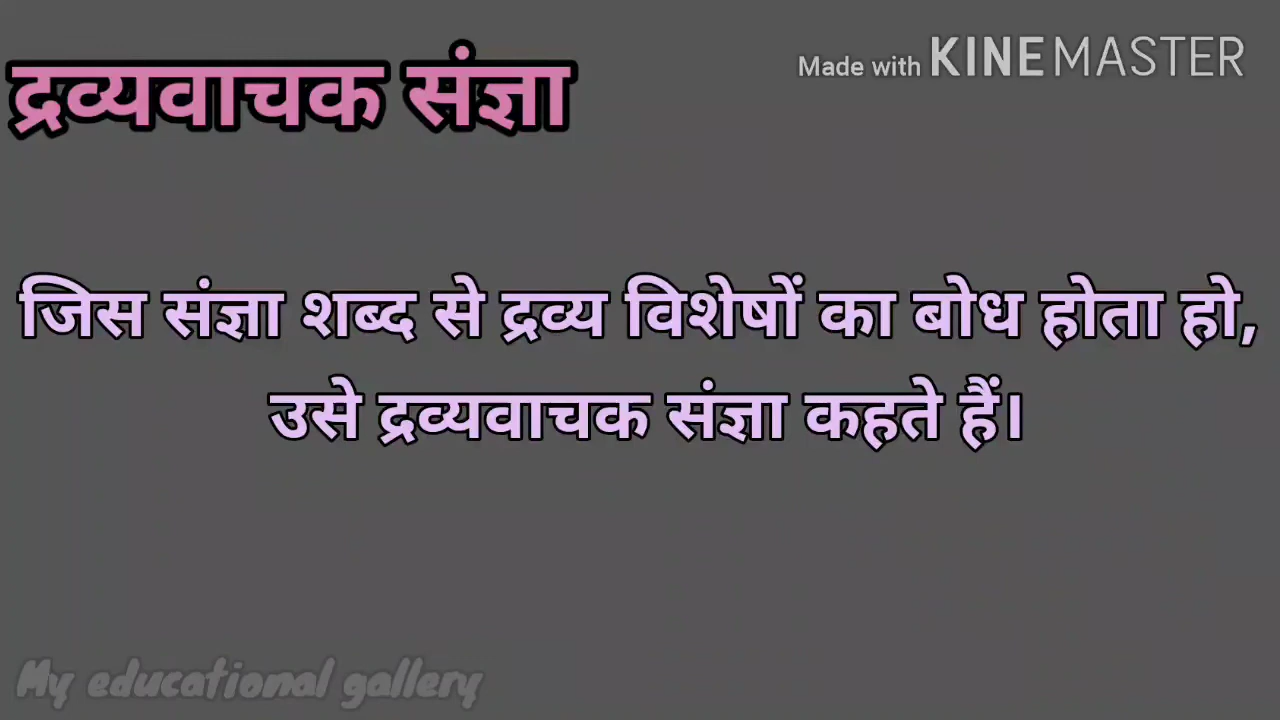 द्रव्यवाचक संज्ञा
Made with KINEMASTER
जिस संज्ञा शब्द से द्रव्य विशेषों का बोध होता हो,
उसे द्रव्यवाचक संज्ञा कहते हैं।
My educational gallery